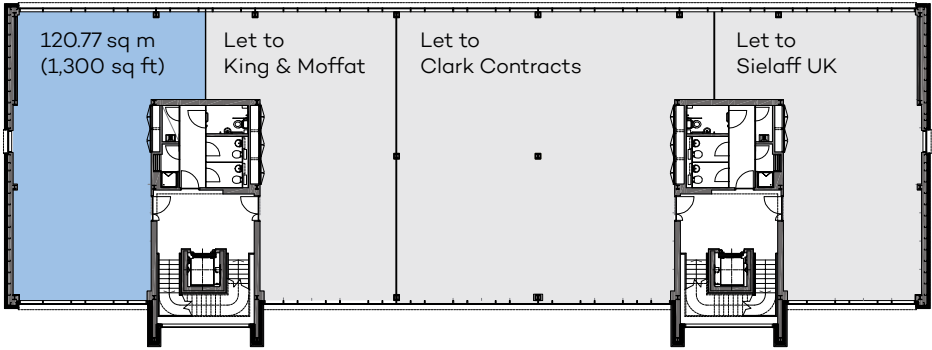 120.77 sq m
(1,300 sq ft)
Let to
King & Moffat
Let to
Clark Contracts
Let to
Sielaff UK